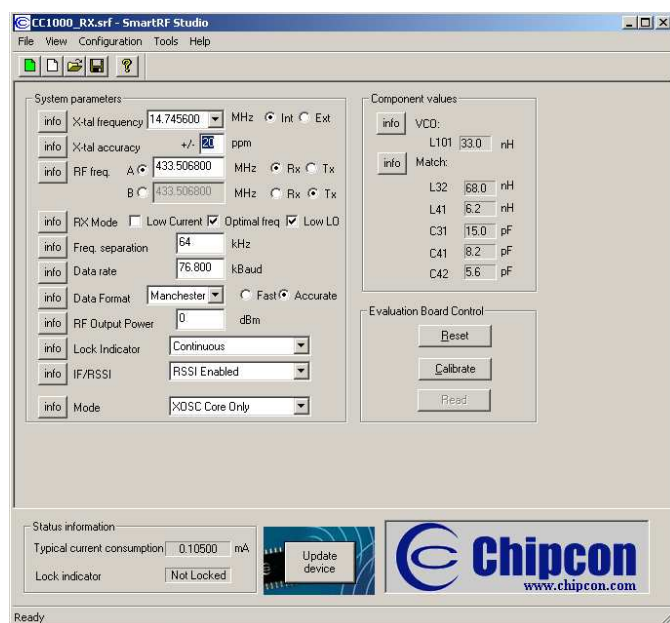 CC1000_RX.srf - SmartRF Studio
File View Configuration Tools Help
System parameters
info X-tal frequency 14.745600 MHz Int Ext
info X-tal accuracy +/- 20 ppm
info RF freq. A 433.506800 MHz Rx Tx
B 433.506800 MHz Rx Tx
info RX Mode Low Current Optimal freq Low LO
info Freq. separation 64 kHz
info Data rate 76.800 kBaud
info Data Format Manchester Fast Accurate
info RF Output Power 0 dBm
info Lock Indicator Continuous
info IF/RSSI RSSI Enabled
info Mode XOSC Core Only
Component values
info VCO:
L101 33.0 nH
info Match:
L32 68.0 nH
L41 6.2 nH
C31 15.0 pF
C41 8.2 pF
C42 5.6 pF
Evaluation Board Control
Reset
Calibrate
Read
Status information
Typical current consumption 0.10500 mA
Lock indicator Not Locked
Update
device
Chipcon
www.chipcon.com
Ready